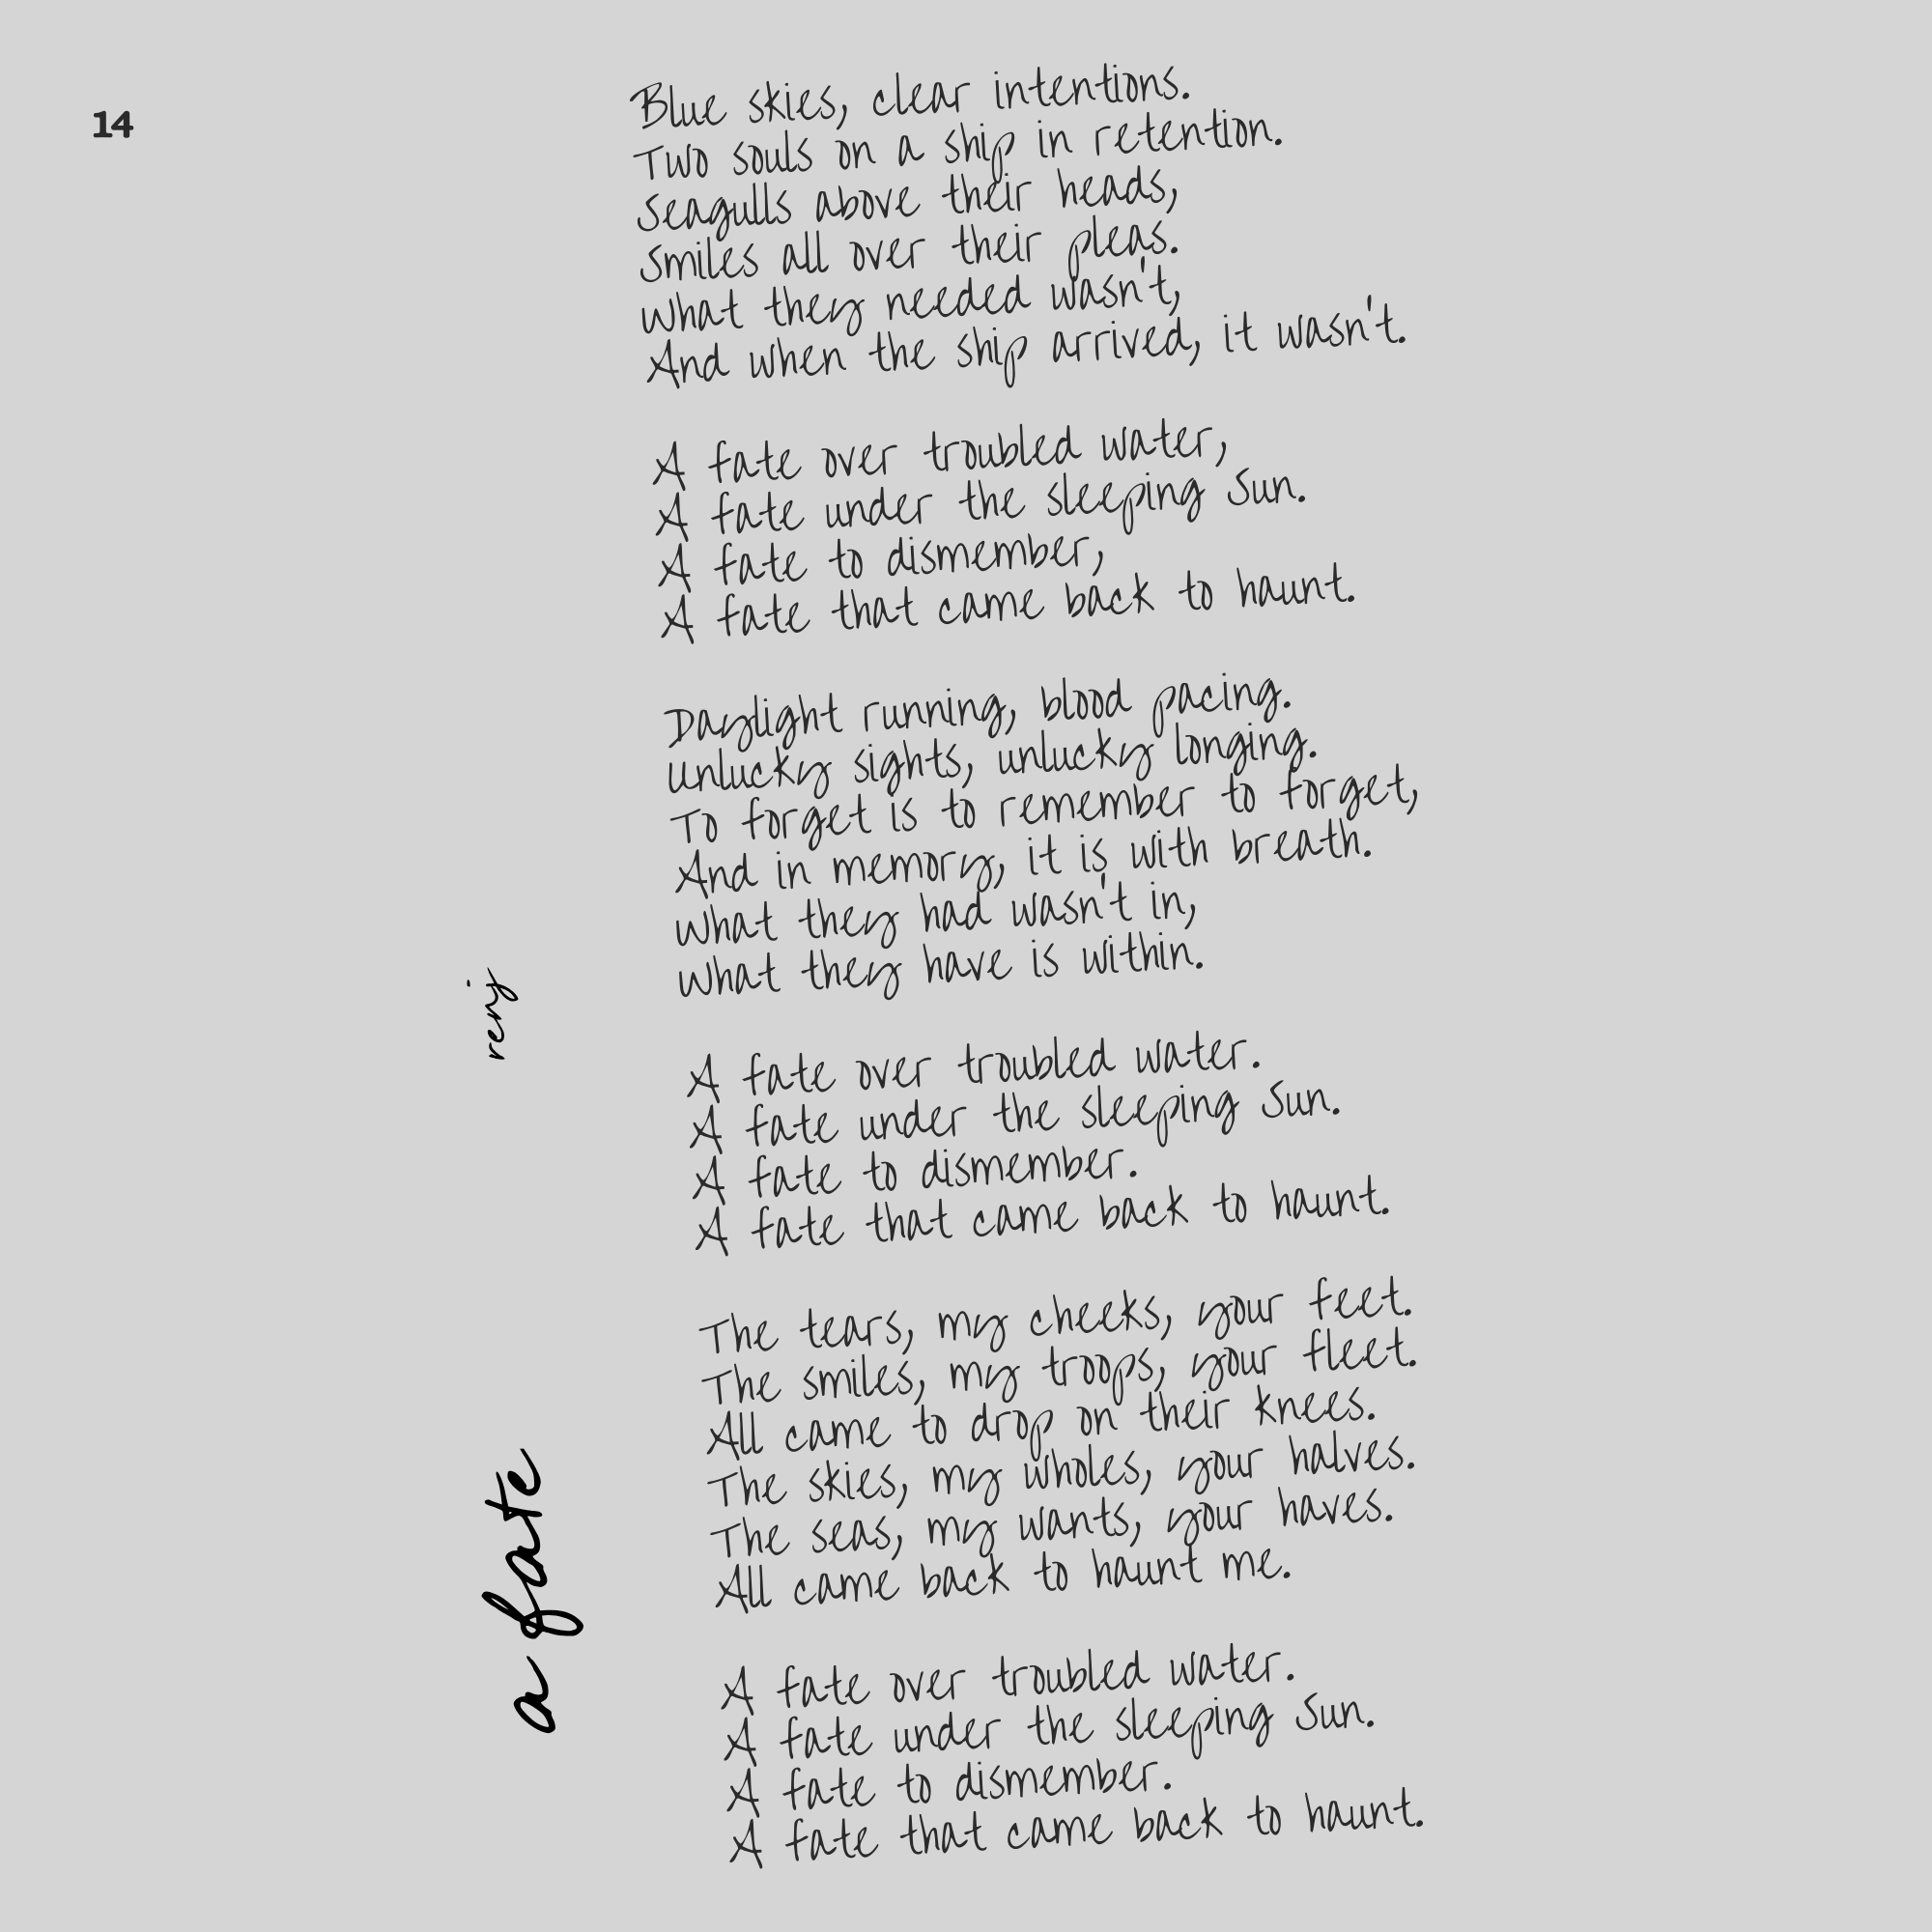 14
Blue skies, clear intentions.
Two souls on a ship in retention.
Seagulls above their heads,
Smiles all over their pleas.
What they needed wasn't,
And when the ship arrived, it wasn't.
A fate over troubled water,
A fate under the sleeping Sun.
A fate to dismember,
A fate that came back to haunt.
Daylight running, blood pacing.
Unlucky sights, unlucky longing.
To forget is to remember to forget,
And in memory, it is with breath.
What they had wasn't in,
What they have is within.
A fate over troubled water.
A fate under the sleeping Sun.
A fate to dismember.
A fate that came back to haunt.
The tears, my cheeks, your feet.
The smiles, my troops, your fleet.
All came to drop on their knees.
The skies, my wholes, your halves.
The seas, my wants, your haves.
All came back to haunt me.
A fate over troubled water.
A fate under the sleeping Sun.
A fate to dismember.
A fate that came back to haunt.
a fate